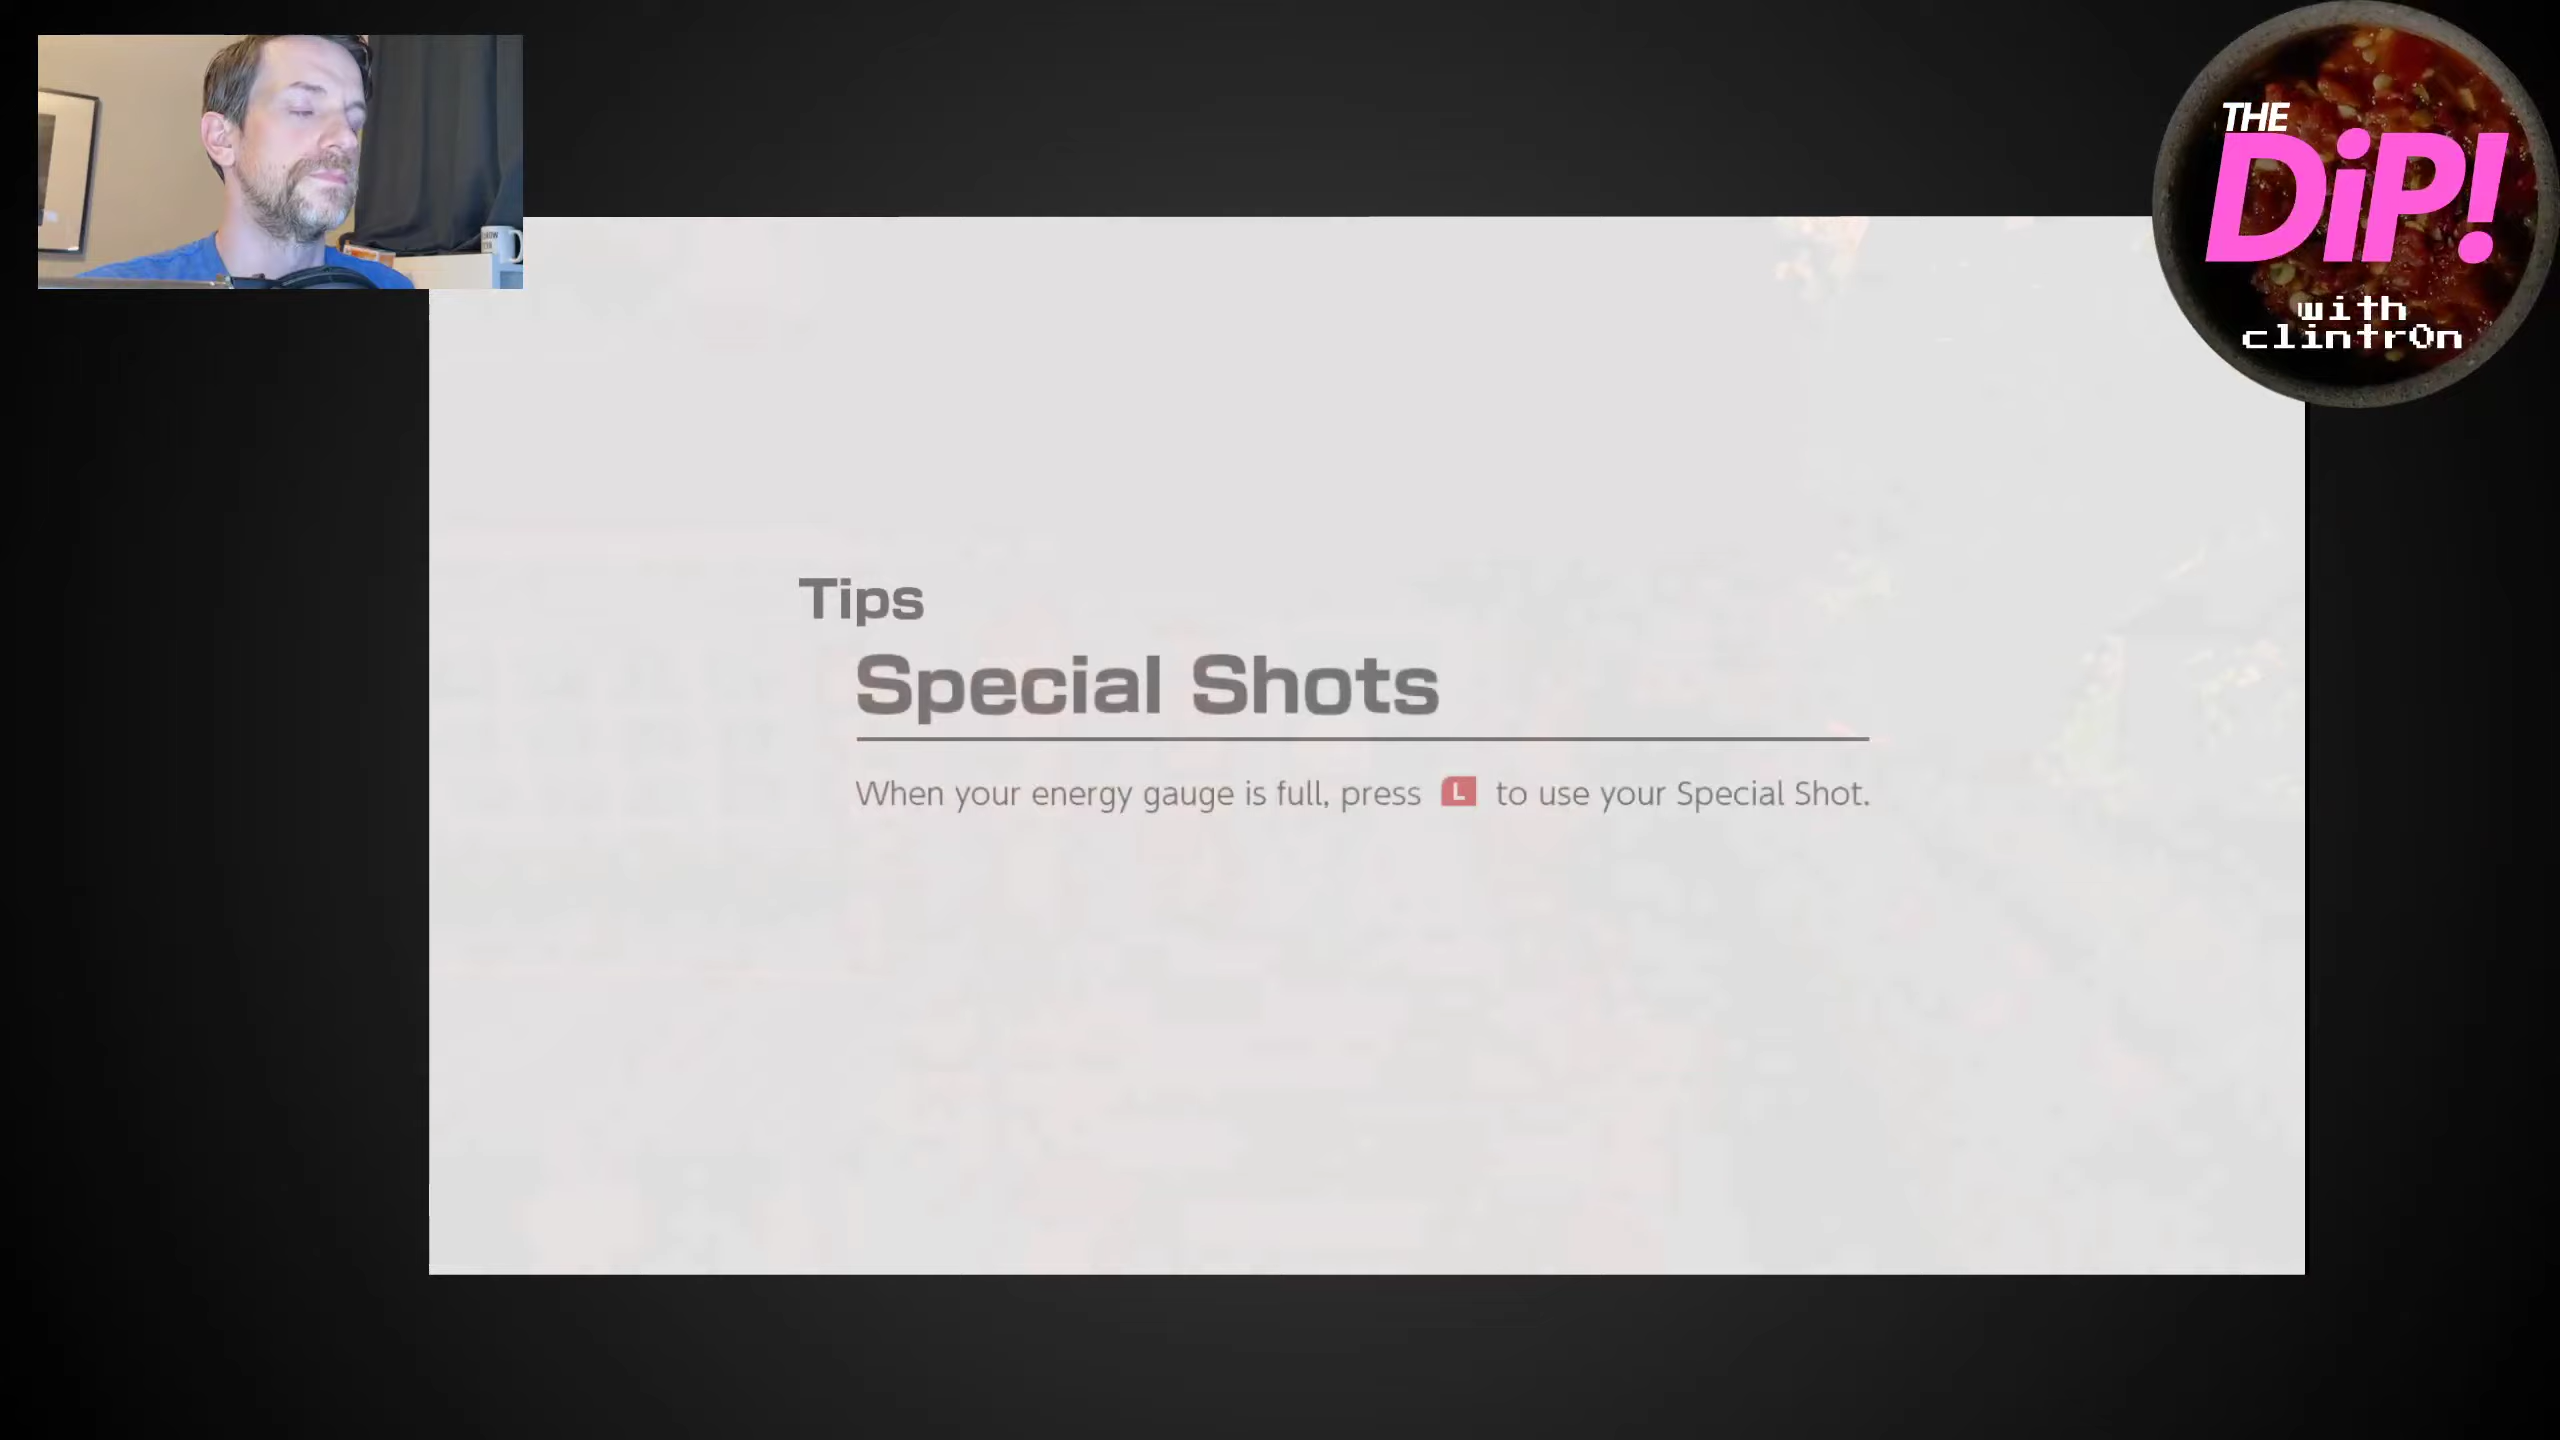 THE
DiP!
with
clintr0n
Tips
Special Shots
When your energy gauge is full, press L to use your Special Shot.